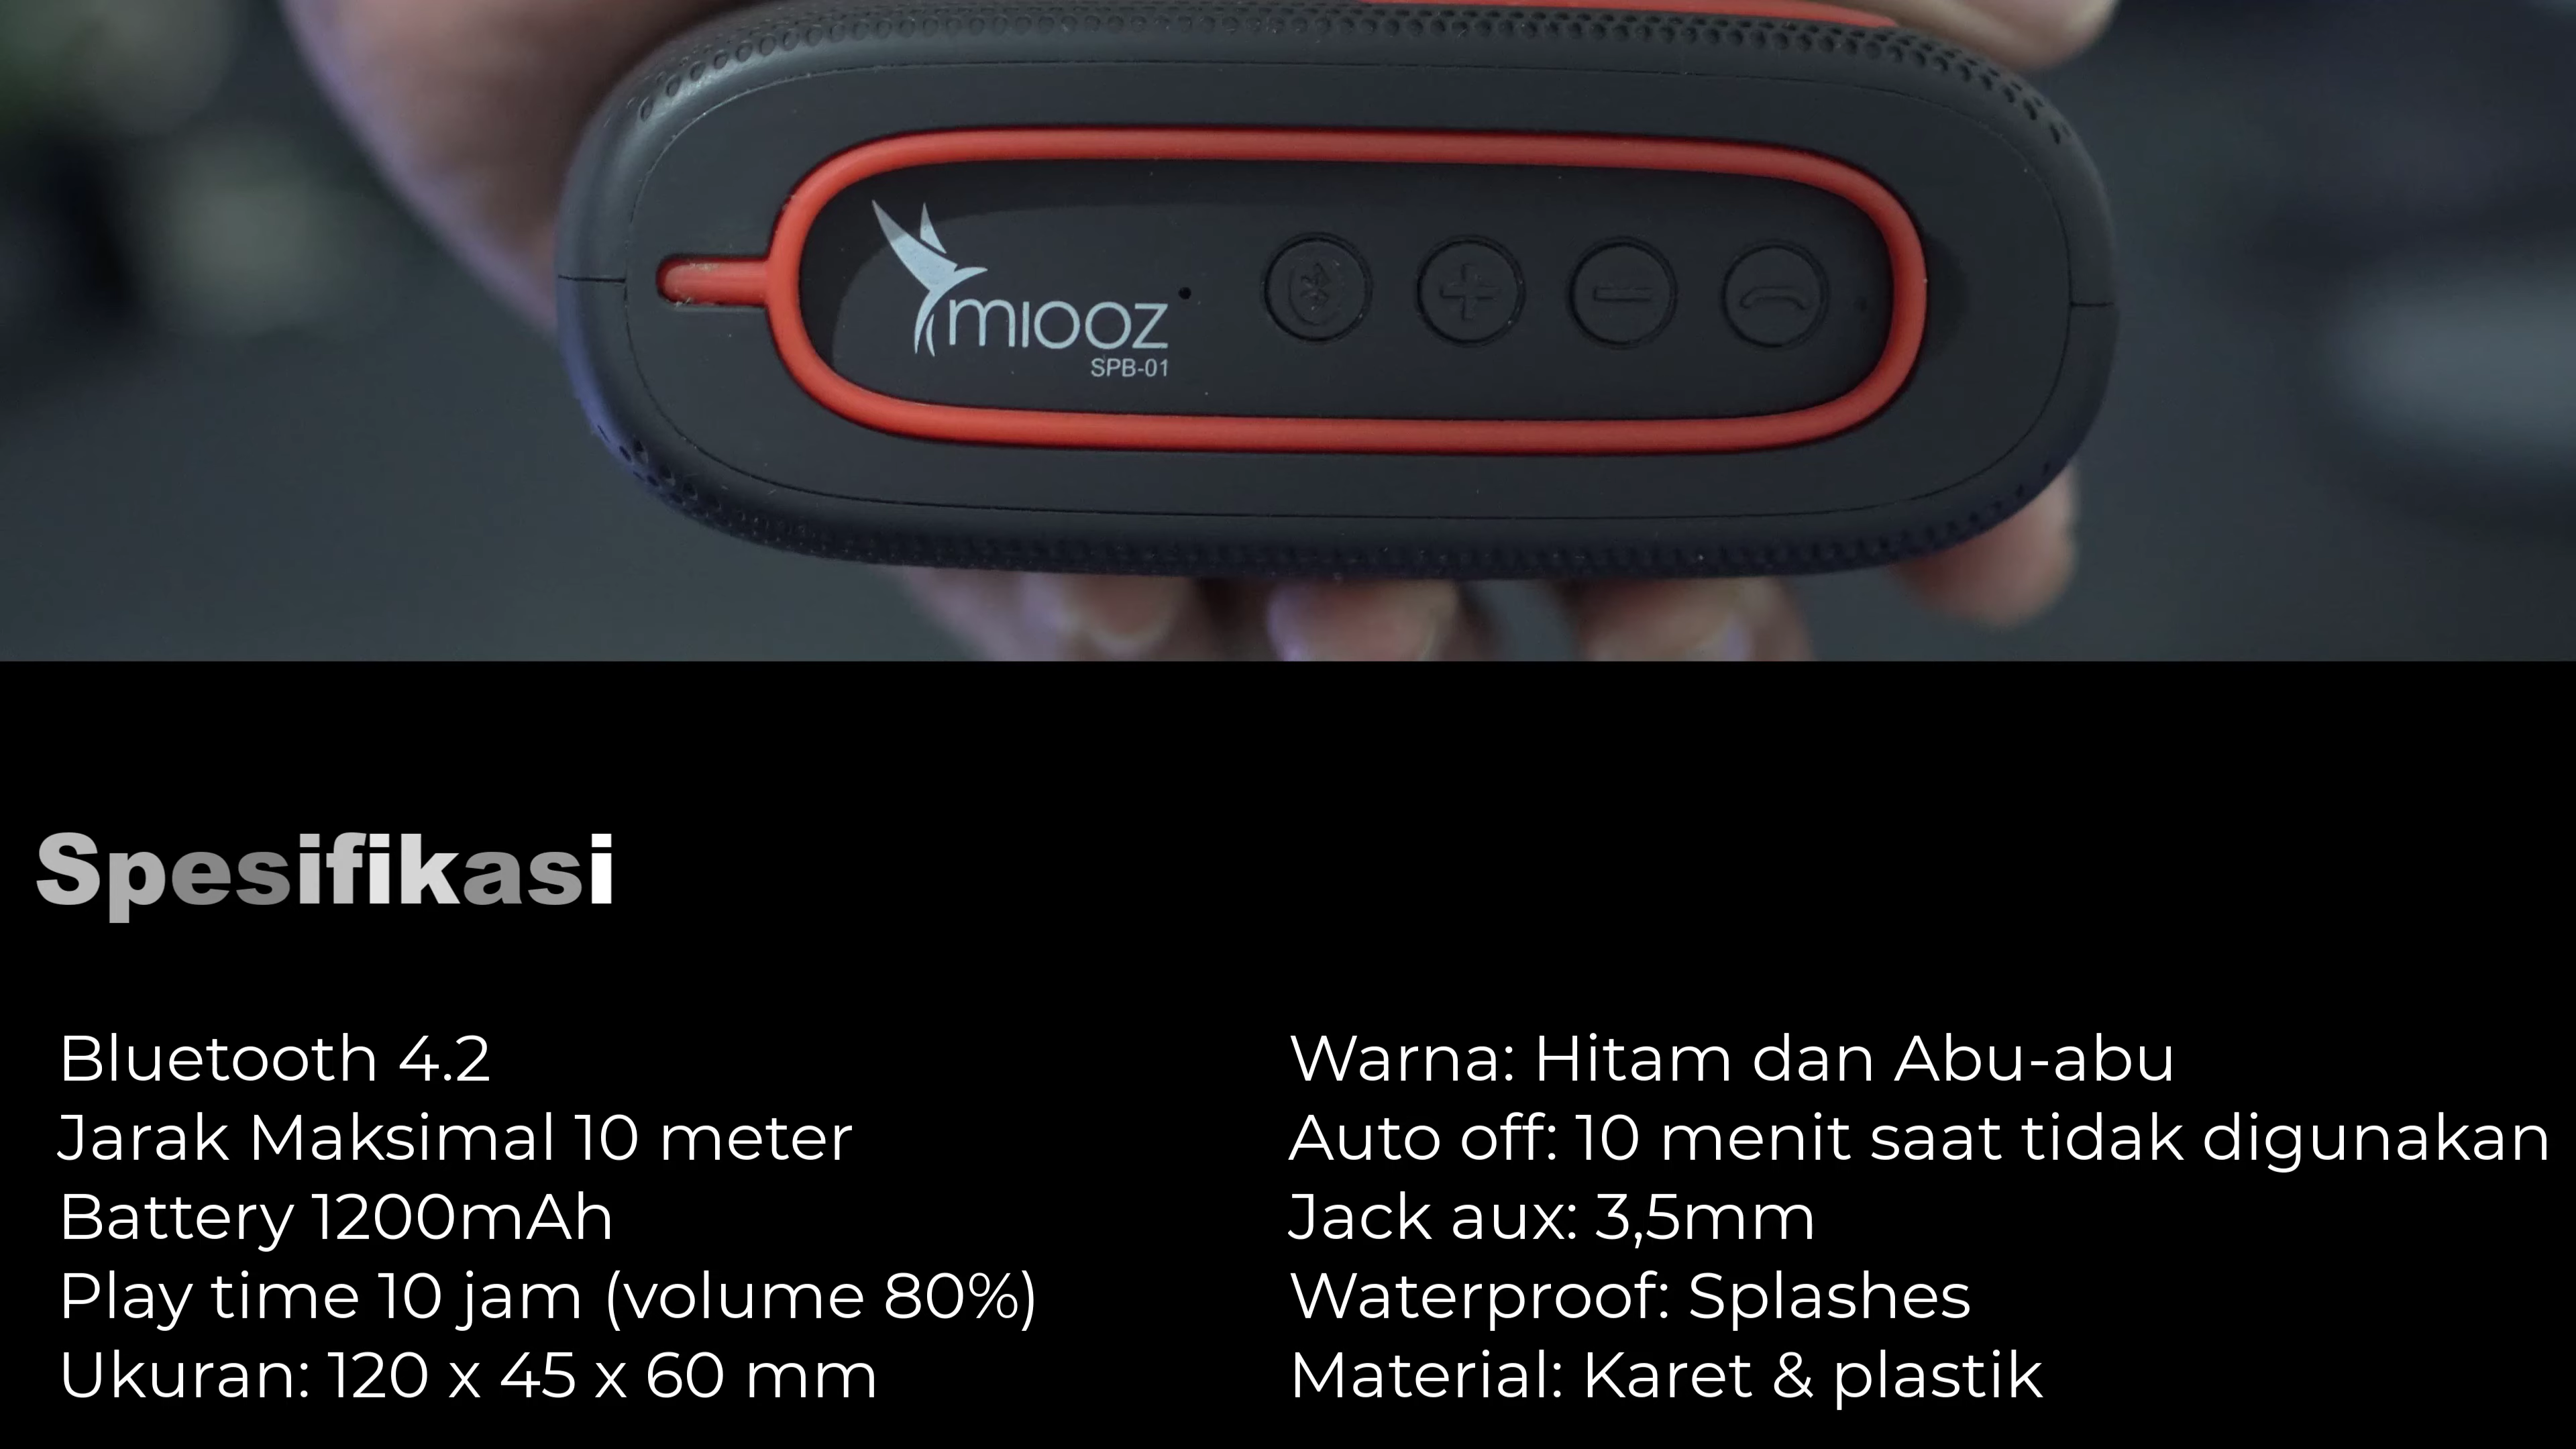 miooz
SPB-01
Spesifikasi
Bluetooth 4.2
Jarak Maksimal 10 meter
Battery 1200mAh
Play time 10 jam (volume 80%)
Ukuran: 120 x 45 x 60 mm
Warna: Hitam dan Abu-abu
Auto off: 10 menit saat tidak digunakan
Jack aux: 3,5mm
Waterproof: Splashes
Material: Karet & plastik